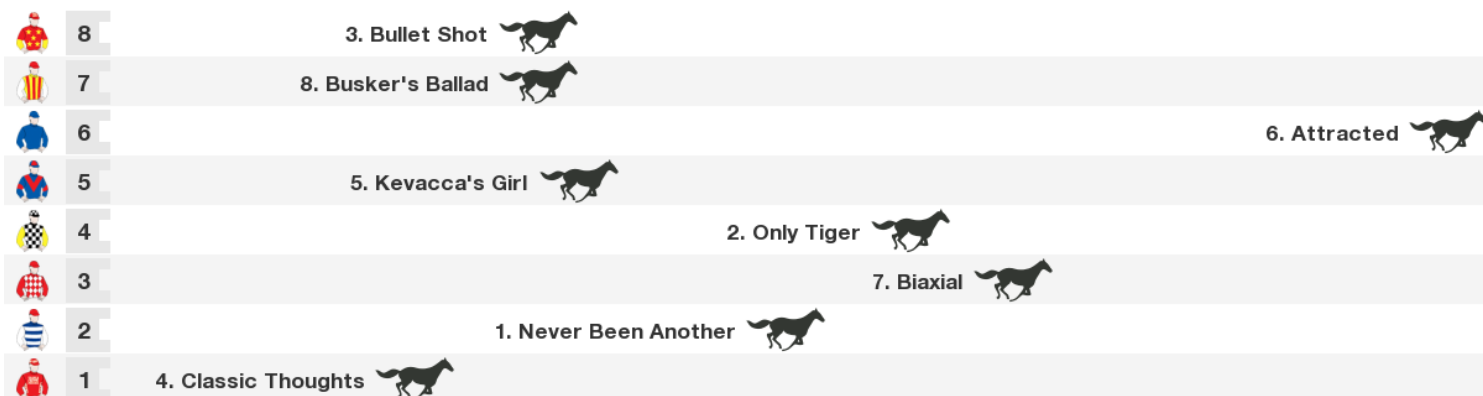 8 3. Bullet Shot
7 8. Busker's Ballad
6 6. Attracted
5 5. Kevacca's Girl
4 2. Only Tiger
3 7. Biaxial
2 1. Never Been Another
1 4. Classic Thoughts